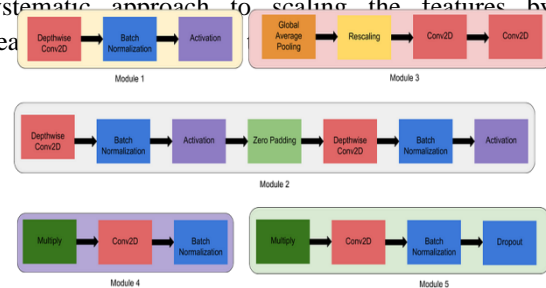 systematic approach to scaling the features by
Depthwise Conv2D
Batch Normalization
Activation
Module 1
Global Average Pooling
Rescaling
Conv2D
Conv2D
Module 3
Depthwise Conv2D
Batch Normalization
Activation
Zero Padding
Depthwise Conv2D
Batch Normalization
Activation
Module 2
Multiply
Conv2D
Batch Normalization
Module 4
Multiply
Conv2D
Batch Normalization
Dropout
Module 5